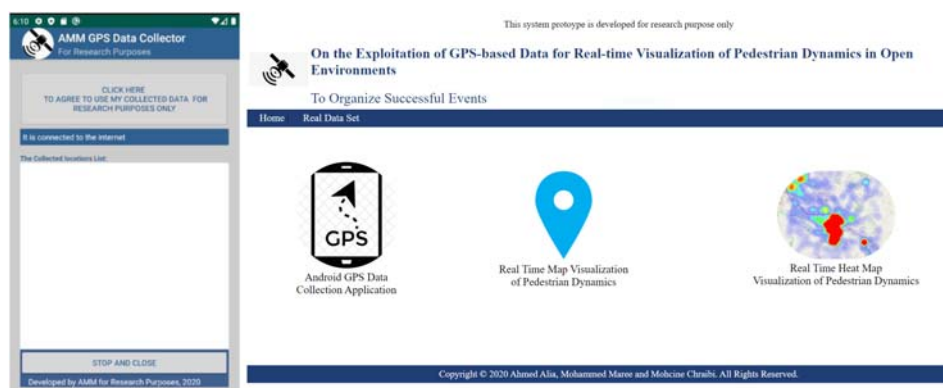 6:10
AMM GPS Data Collector
For Research Purposes
CLICK HERE
TO AGREE TO USE MY COLLECTED DATA FOR
RESEARCH PURPOSES ONLY
It is connected to the internet
The Collected locations List:
STOP AND CLOSE
Developed by AMM for Research Purposes, 2020
This system protoype is developed for research purpose only
On the Exploitation of GPS-based Data for Real-time Visualization of Pedestrian Dynamics in Open
Environments
To Organize Successful Events
Home Real Data Set
GPS
Android GPS Data
Collection Application
Real Time Map Visualization
of Pedestrian Dynamics
Real Time Heat Map
Visualization of Pedestrian Dynamics
Copyright © 2020 Ahmed Alia, Mohammed Maree and Mohcine Chraibi. All Rights Reserved.